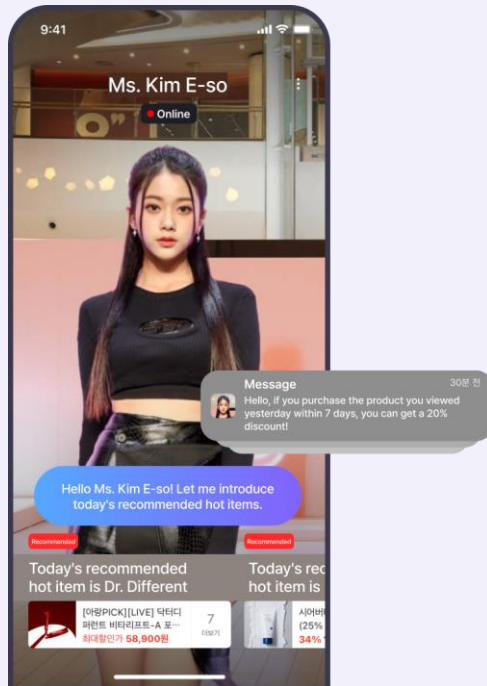 9:41
Ms. Kim E-so
Online
Message
30분 전
Hello, if you purchase the product you viewed
yesterday within 7 days, you can get a 20%
discount!
Hello Ms. Kim E-so! Let me introduce
today's recommended hot items.
Recommended
Recommended
Today's recommended
hot item is Dr. Different
Today's rec
hot item is
[아랑PICK][LIVE] 닥터디
퍼런트 비타리프트-A 포…
최대할인가 58,900원
7
더보기
(25%
34%